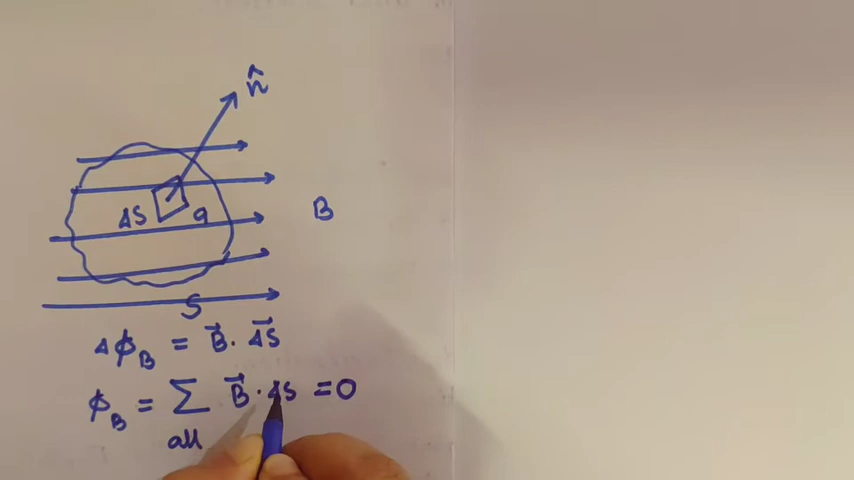 n̂
ΔS a
B
S
Δϕ_B = B⃗ · ΔS⃗
ϕ_B = Σ B⃗ · ΔS = 0
all